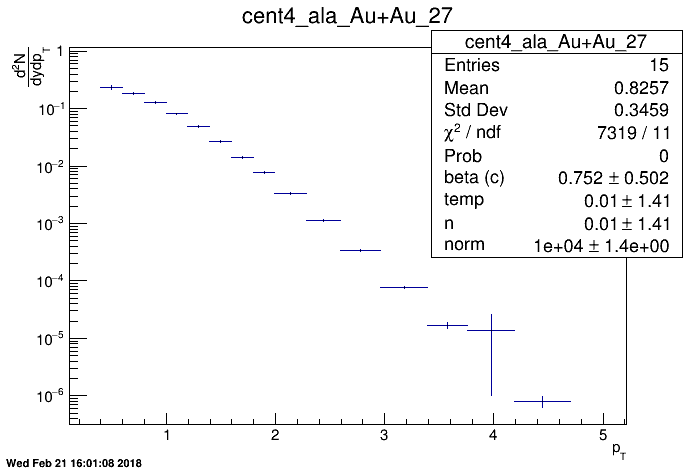 cent4_ala_Au+Au_27
cent4_ala_Au+Au_27
Entries 15
Mean 0.8257
Std Dev 0.3459
χ² / ndf 7319 / 11
Prob 0
beta (c) 0.752 ± 0.502
temp 0.01 ± 1.41
n 0.01 ± 1.41
norm 1e+04 ± 1.4e+00
d²N
dydp_T
1
10⁻¹
10⁻²
10⁻³
10⁻⁴
10⁻⁵
10⁻⁶
1 2 3 4 5
p_T
Wed Feb 21 16:01:08 2018